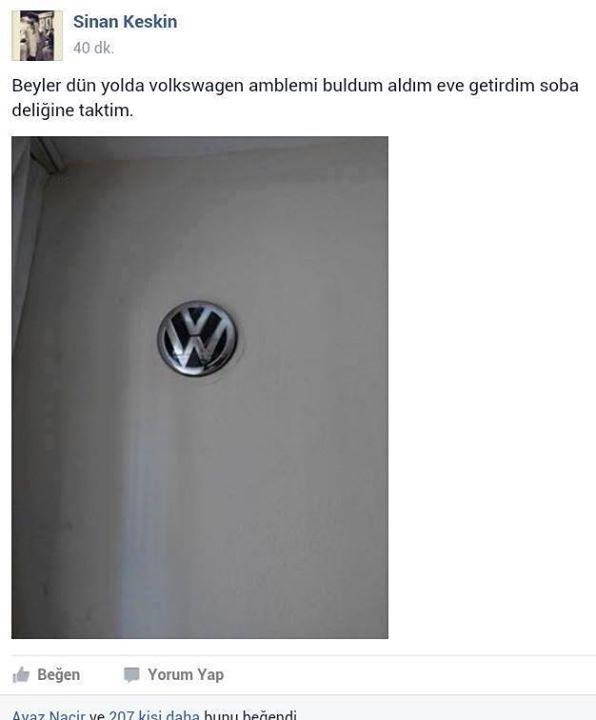 Sinan Keskin
40 dk.
Beyler dün yolda volkswagen amblemi buldum aldım eve getirdim soba
deliğine taktim.
Beğen
Yorum Yap
Ayaz Nacir ve 207 kişi daha bunu beğendi